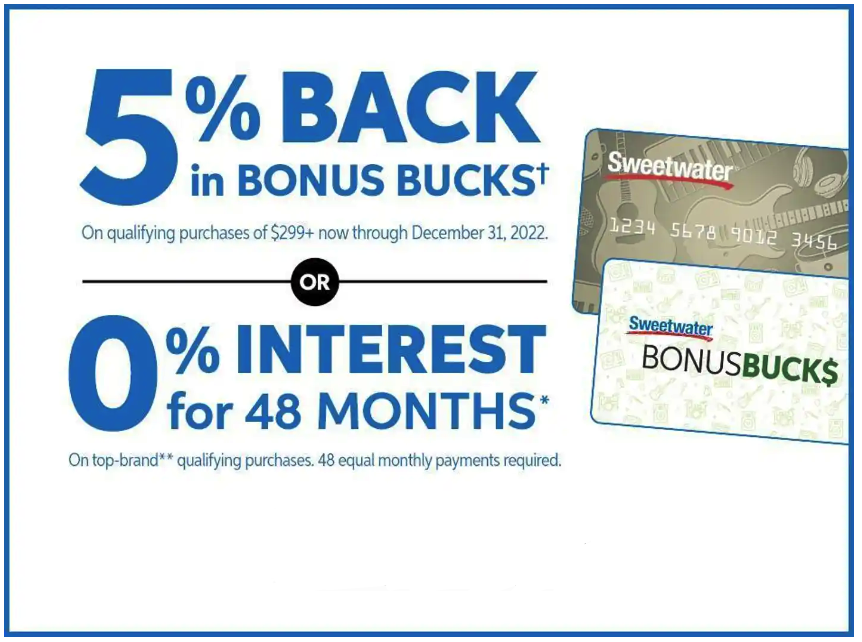 5% BACK
in BONUS BUCKS†
On qualifying purchases of $299+ now through December 31, 2022.
OR
0% INTEREST
for 48 MONTHS*
On top-brand** qualifying purchases. 48 equal monthly payments required.
Sweetwater
1234 5678 9012 3456
Sweetwater
BONUSBUCK$